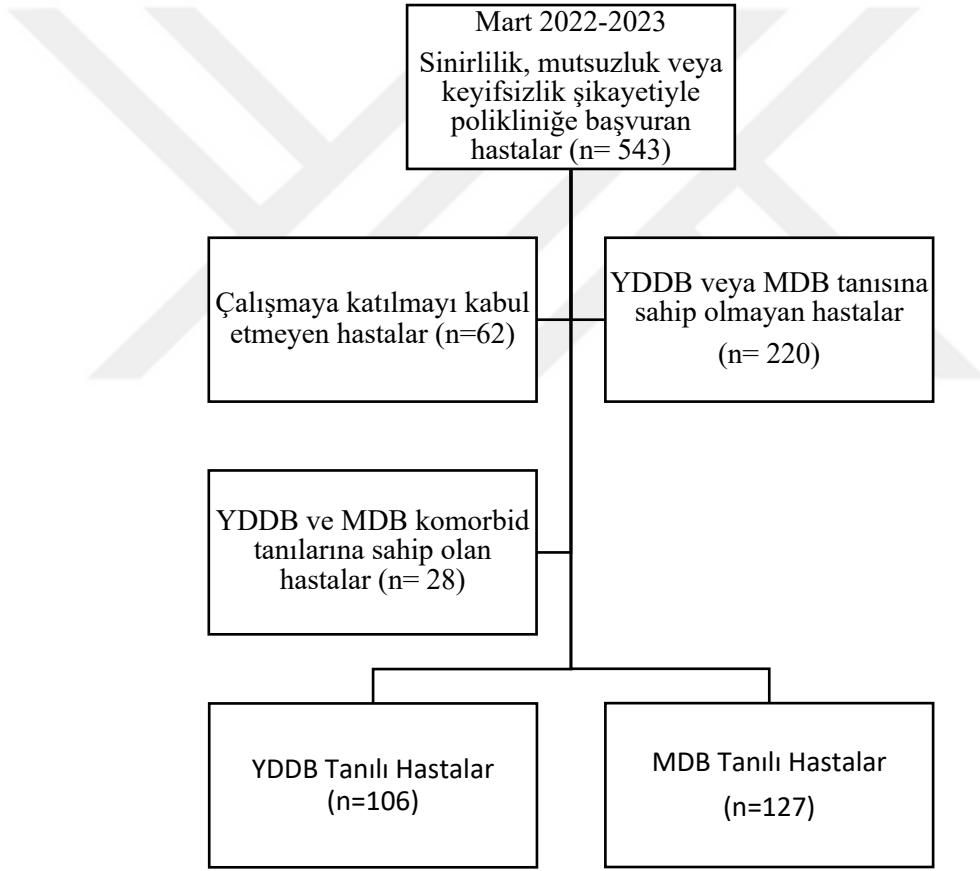 Mart 2022-2023
Sinirlilik, mutsuzluk veya
keyifsizlik şikayetiyle
polikliniğe başvuran
hastalar (n= 543)
Çalışmaya katılmayı kabul
etmeyen hastalar (n=62)
YDDB veya MDB tanısına
sahip olmayan hastalar
(n= 220)
YDDB ve MDB komorbid
tanılarına sahip olan
hastalar (n= 28)
YDDB Tanılı Hastalar
(n=106)
MDB Tanılı Hastalar
(n=127)